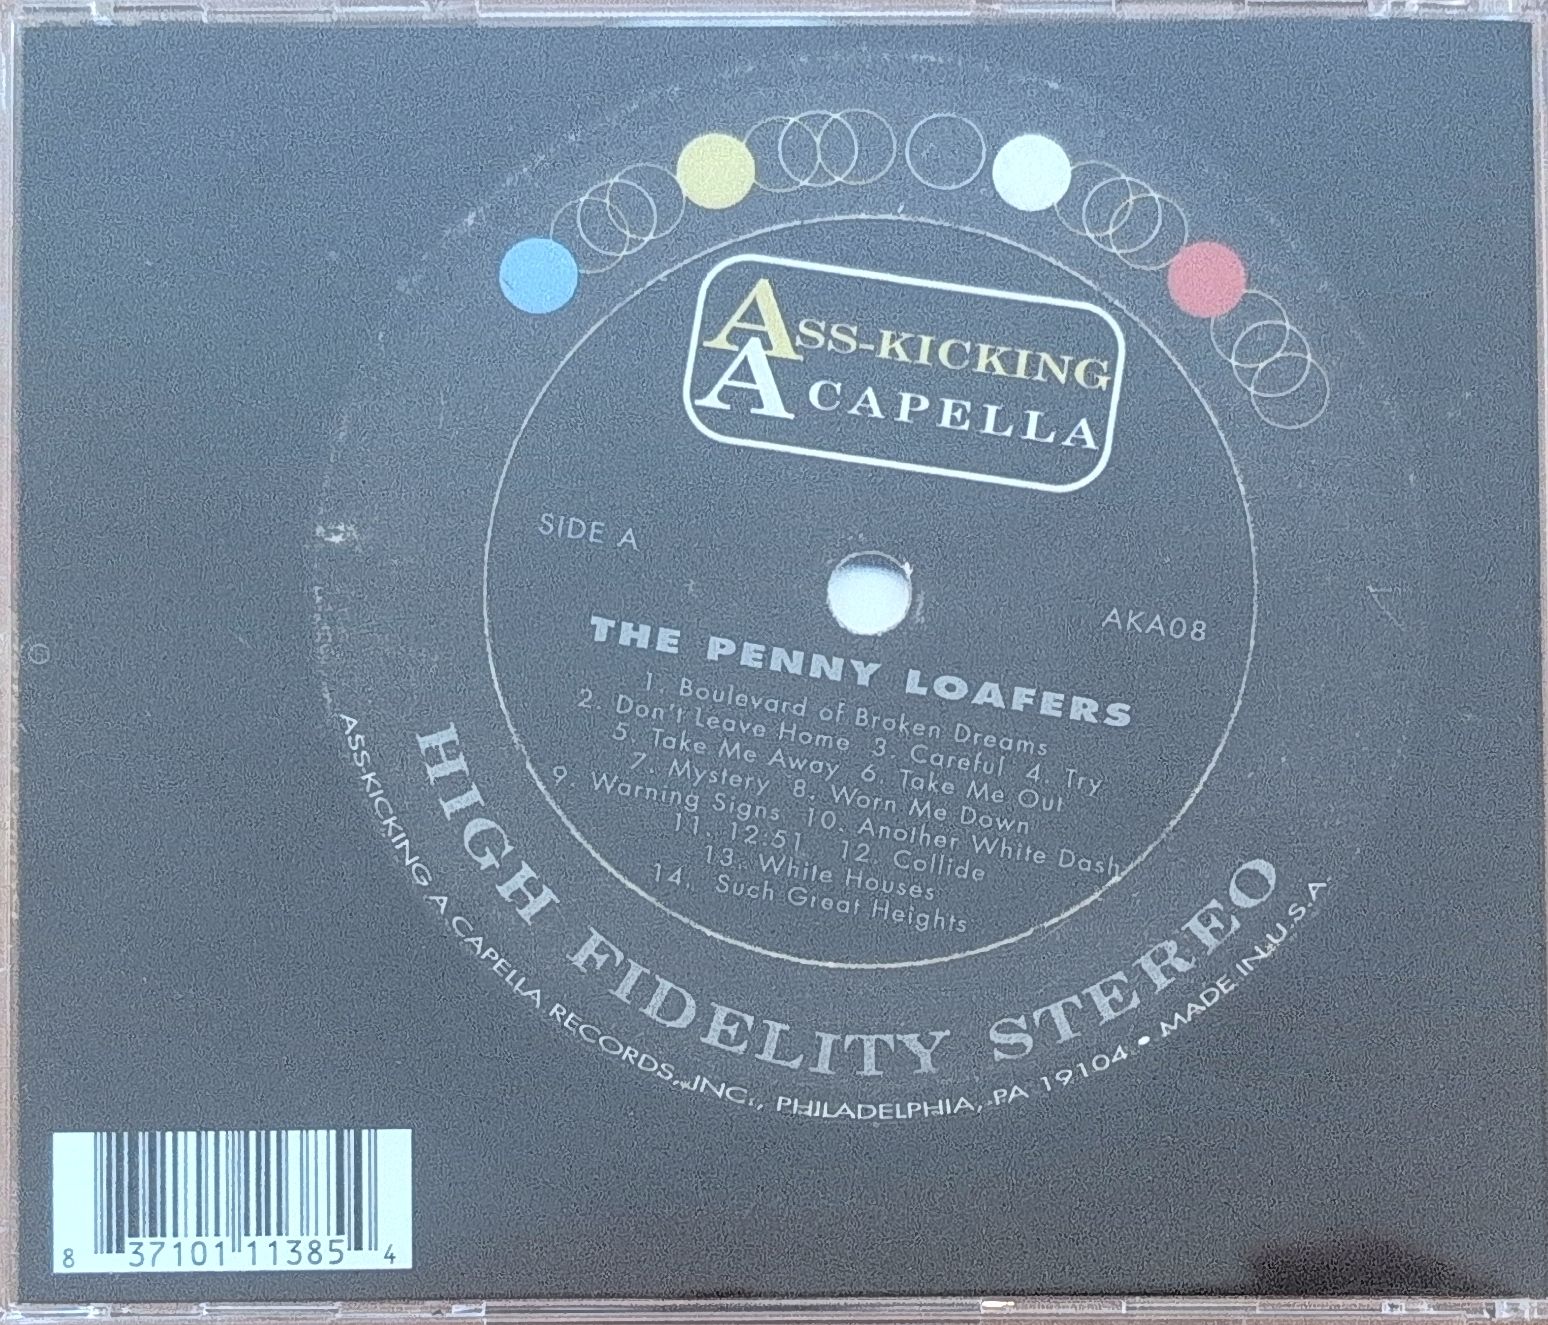 ASS-KICKING
A CAPELLA
SIDE A
AKA08
THE PENNY LOAFERS
1. Boulevard of Broken Dreams
2. Don't Leave Home 3. Careful 4. Try
5. Take Me Away 6. Take Me Out
7. Mystery 8. Worn Me Down
9. Warning Signs 10. Another White Dash
11. 12:51 12. Collide
13. White Houses
14. Such Great Heights
HIGH FIDELITY STEREO
ASS-KICKING A CAPELLA RECORDS, INC., PHILADELPHIA, PA 19104 • MADE IN U.S.A.
8 37101 11385 4